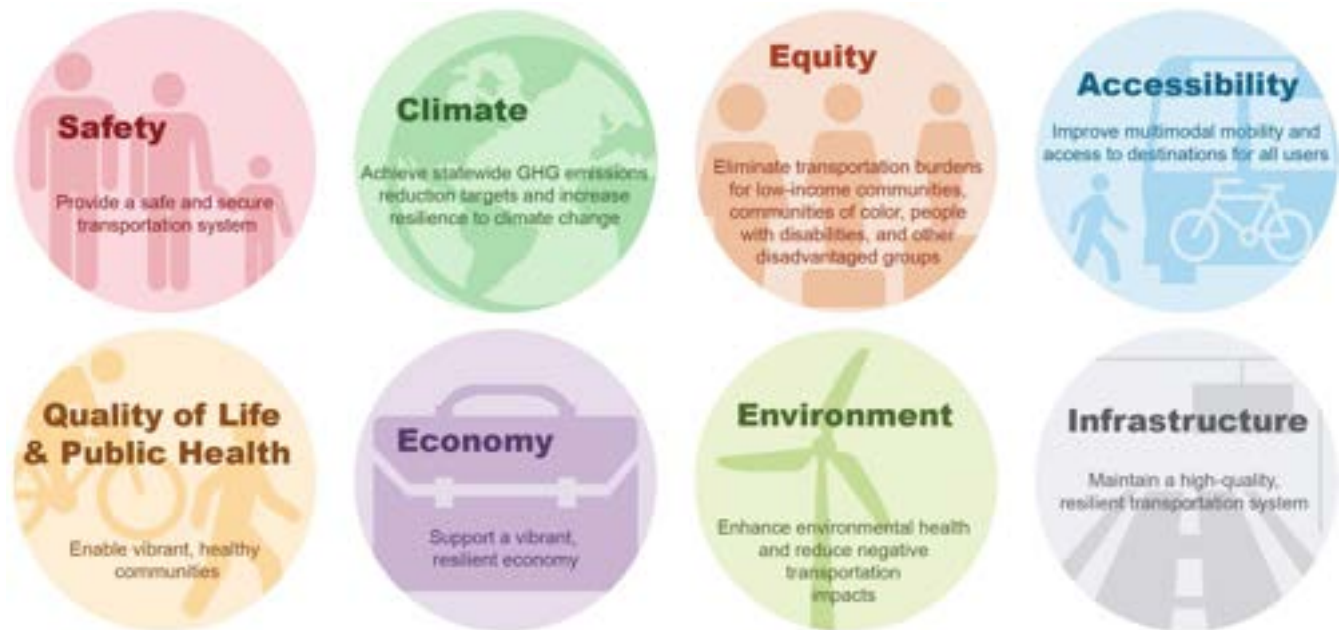 Safety
Provide a safe and secure
transportation system
Climate
Achieve statewide GHG emissions
reduction targets and increase
resilience to climate change
Equity
Eliminate transportation burdens
for low-income communities,
communities of color, people
with disabilities, and other
disadvantaged groups
Accessibility
Improve multimodal mobility and
access to destinations for all users
Quality of Life
& Public Health
Enable vibrant, healthy
communities
Economy
Support a vibrant,
resilient economy
Environment
Enhance environmental health
and reduce negative
transportation
impacts
Infrastructure
Maintain a high-quality,
resilient transportation system